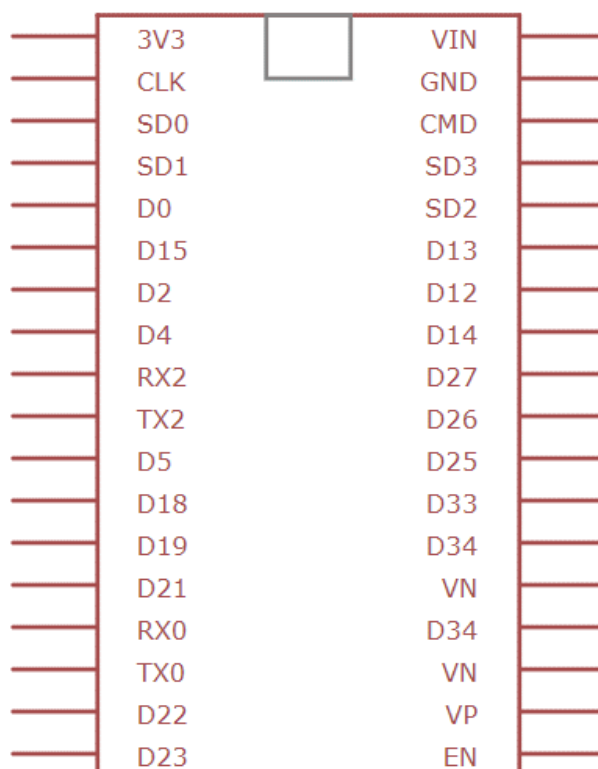 3V3 VIN
CLK GND
SD0 CMD
SD1 SD3
D0 SD2
D15 D13
D2 D12
D4 D14
RX2 D27
TX2 D26
D5 D25
D18 D33
D19 D34
D21 VN
RX0 D34
TX0 VN
D22 VP
D23 EN